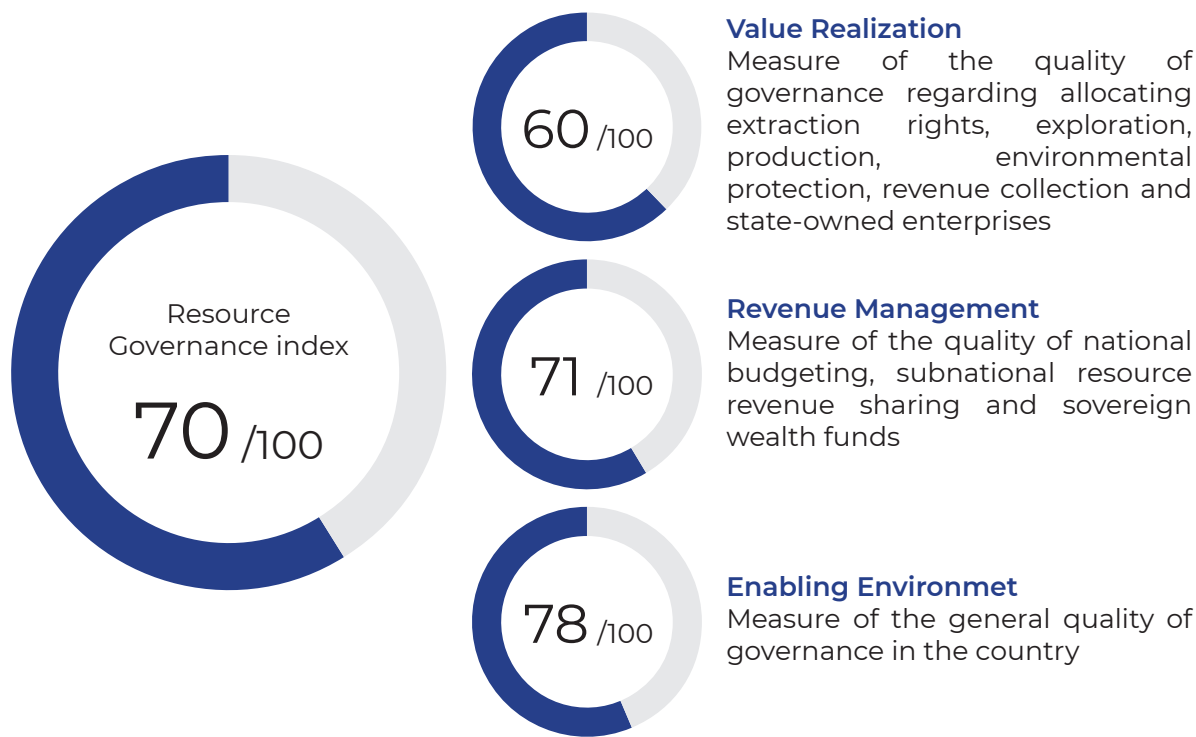 Resource
Governance index
70 /100
60 /100
Value Realization
Measure of the quality of
governance regarding allocating
extraction rights, exploration,
production, environmental
protection, revenue collection and
state-owned enterprises
71 /100
Revenue Management
Measure of the quality of national
budgeting, subnational resource
revenue sharing and sovereign
wealth funds
78 /100
Enabling Environmet
Measure of the general quality of
governance in the country